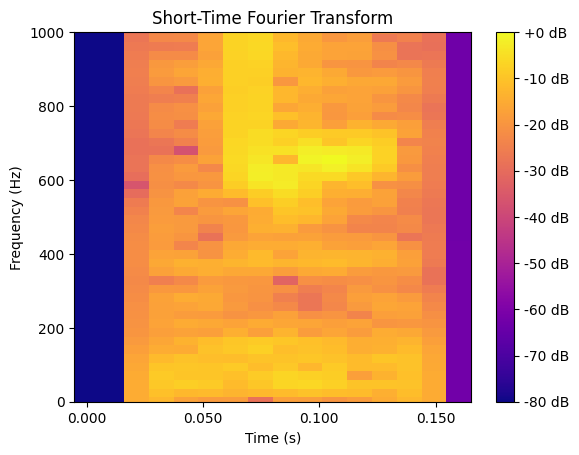 Short-Time Fourier Transform
1000
800
600
400
200
0
Frequency (Hz)
0.000
0.050
0.100
0.150
Time (s)
+0 dB
-10 dB
-20 dB
-30 dB
-40 dB
-50 dB
-60 dB
-70 dB
-80 dB